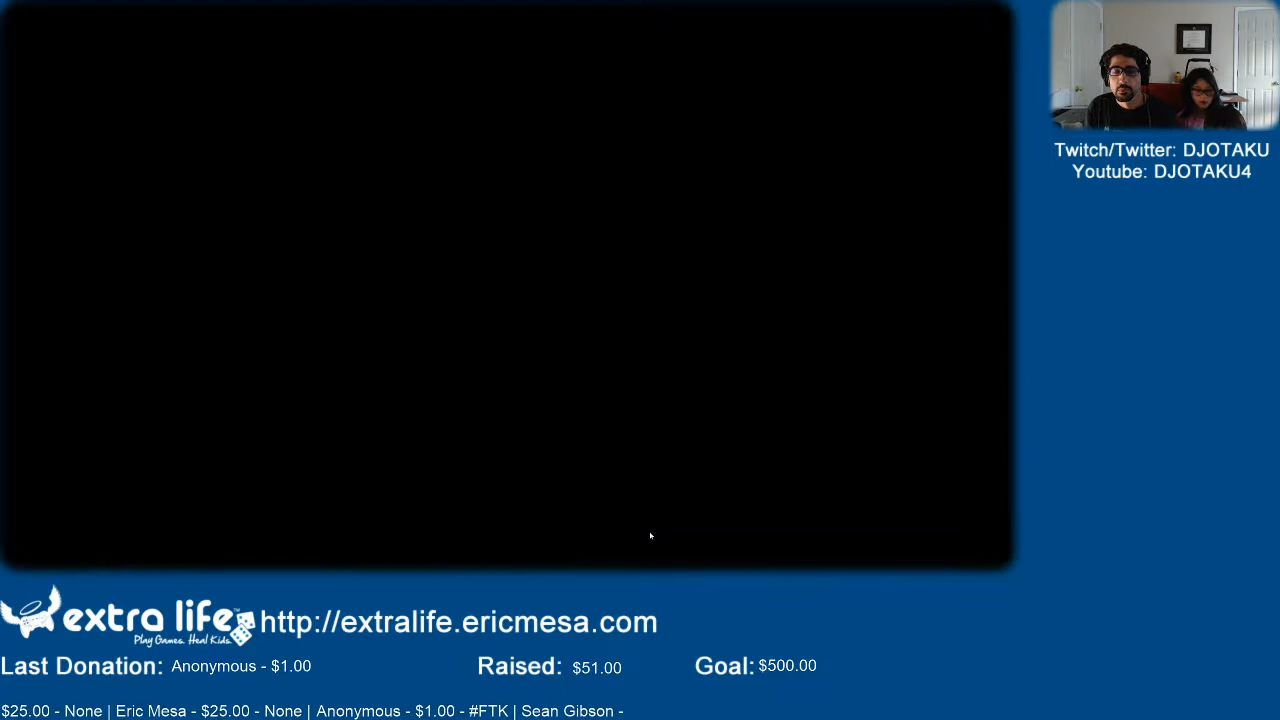 Twitch/Twitter: DJOTAKU
Youtube: DJOTAKU4
extra life™ http://extralife.ericmesa.com
Play Games. Heal Kids.
Last Donation: Anonymous - $1.00 Raised: $51.00 Goal: $500.00
$25.00 - None | Eric Mesa - $25.00 - None | Anonymous - $1.00 - #FTK | Sean Gibson -